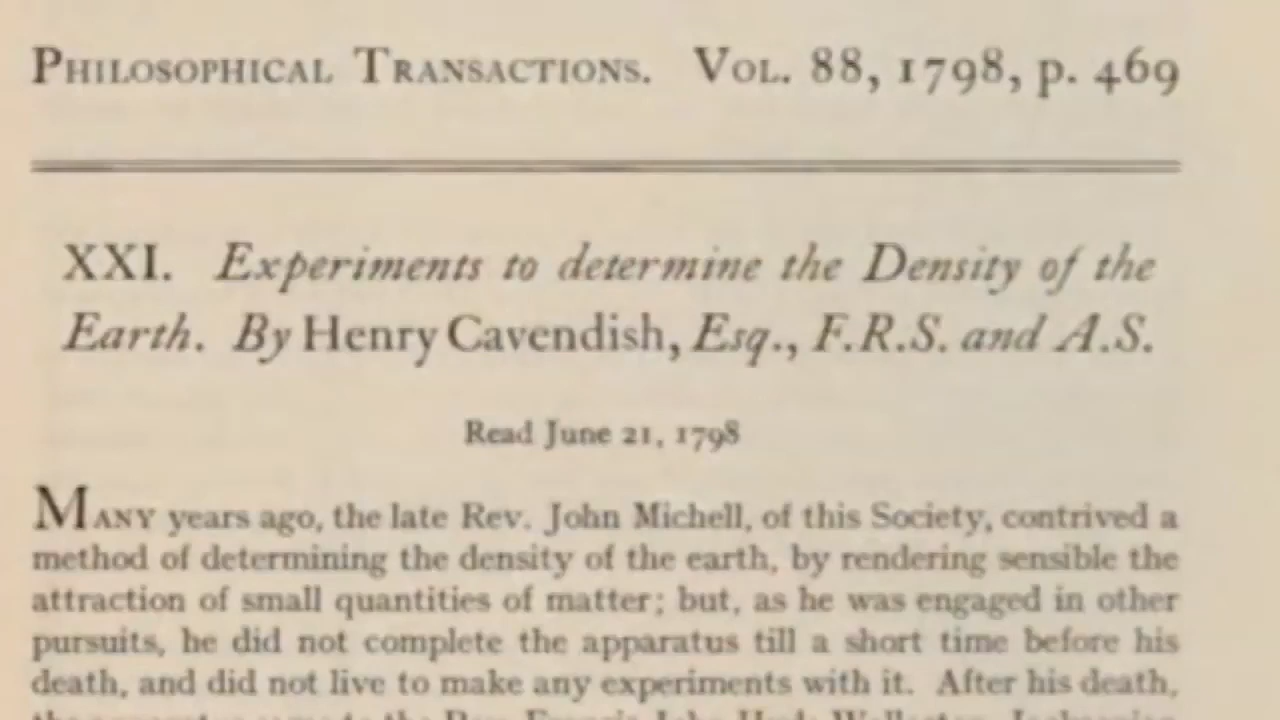 PHILOSOPHICAL TRANSACTIONS. VOL. 88, 1798, p. 469
XXI. Experiments to determine the Density of the
Earth. By Henry Cavendish, Esq., F.R.S. and A.S.
Read June 21, 1798
MANY years ago, the late Rev. John Michell, of this Society, contrived a
method of determining the density of the earth, by rendering sensible the
attraction of small quantities of matter; but, as he was engaged in other
pursuits, he did not complete the apparatus till a short time before his
death, and did not live to make any experiments with it. After his death,